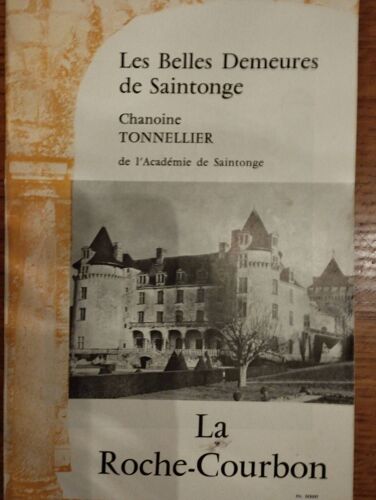 Les Belles Demeures
de Saintonge
Chanoine
TONNELLIER
de l'Académie de Saintonge
La
Roche-Courbon